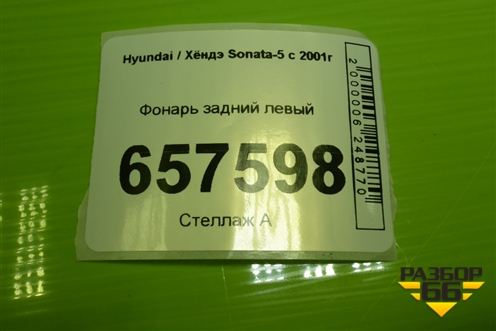 Hyundai / Хёндэ Sonata-5 с 2001г
Фонарь задний левый
657598
Стеллаж А
2000006248770
РАЗБОР
66